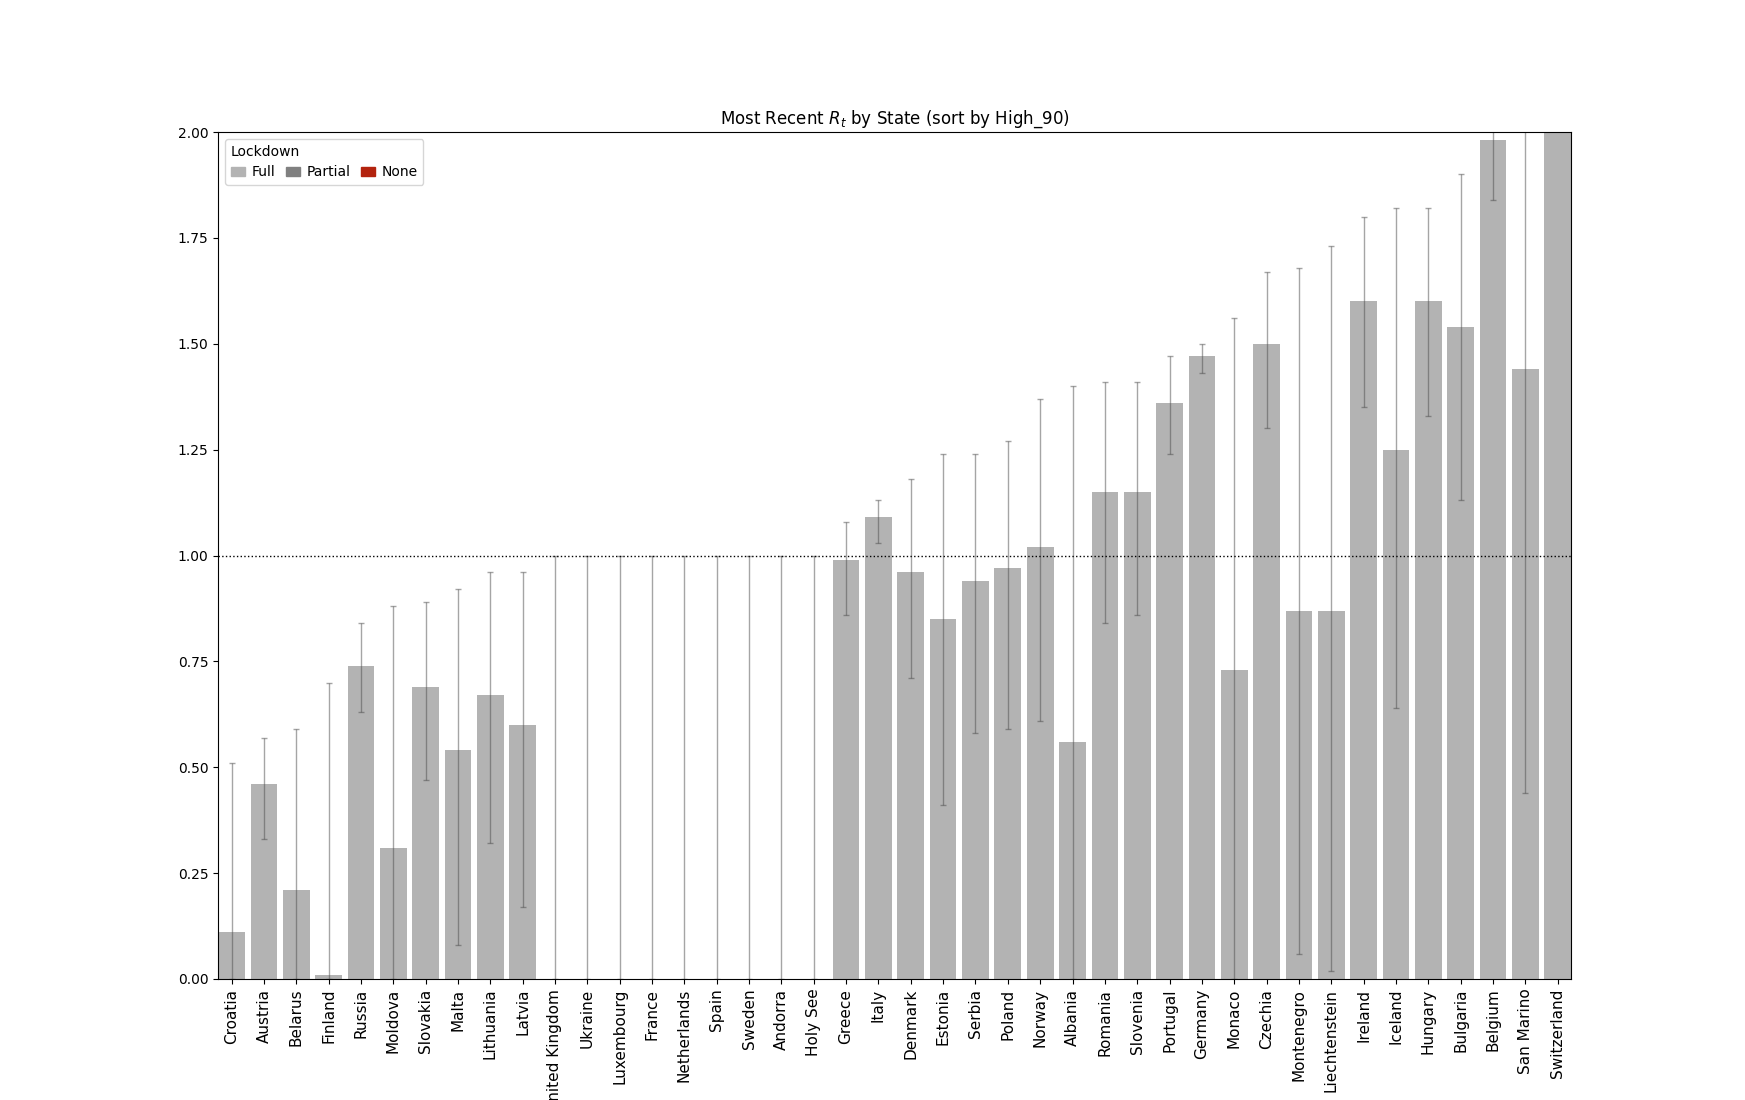 Most Recent R_t by State (sort by High_90)
2.00
1.75
1.50
1.25
1.00
0.75
0.50
0.25
0.00
Lockdown
Full Partial None
Croatia
Austria
Belarus
Finland
Russia
Moldova
Slovakia
Malta
Lithuania
Latvia
nited Kingdom
Ukraine
Luxembourg
France
Netherlands
Spain
Sweden
Andorra
Holy See
Greece
Italy
Denmark
Estonia
Serbia
Poland
Norway
Albania
Romania
Slovenia
Portugal
Germany
Monaco
Czechia
Montenegro
Liechtenstein
Ireland
Iceland
Hungary
Bulgaria
Belgium
San Marino
Switzerland